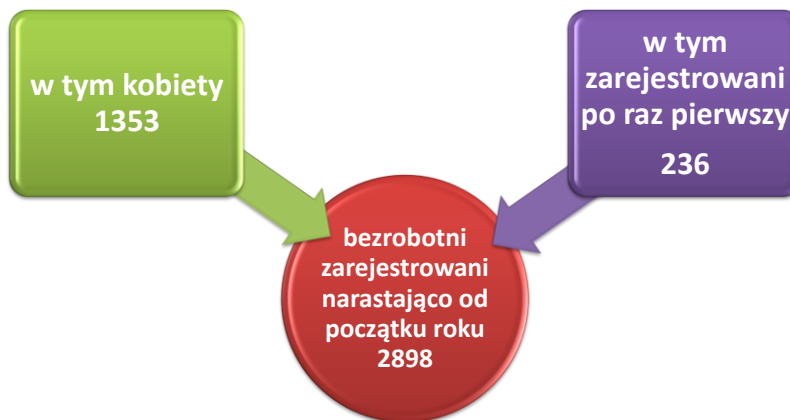 w tym kobiety
1353
w tym
zarejestrowani
po raz pierwszy
236
bezrobotni
zarejestrowani
narastająco od
początku roku
2898